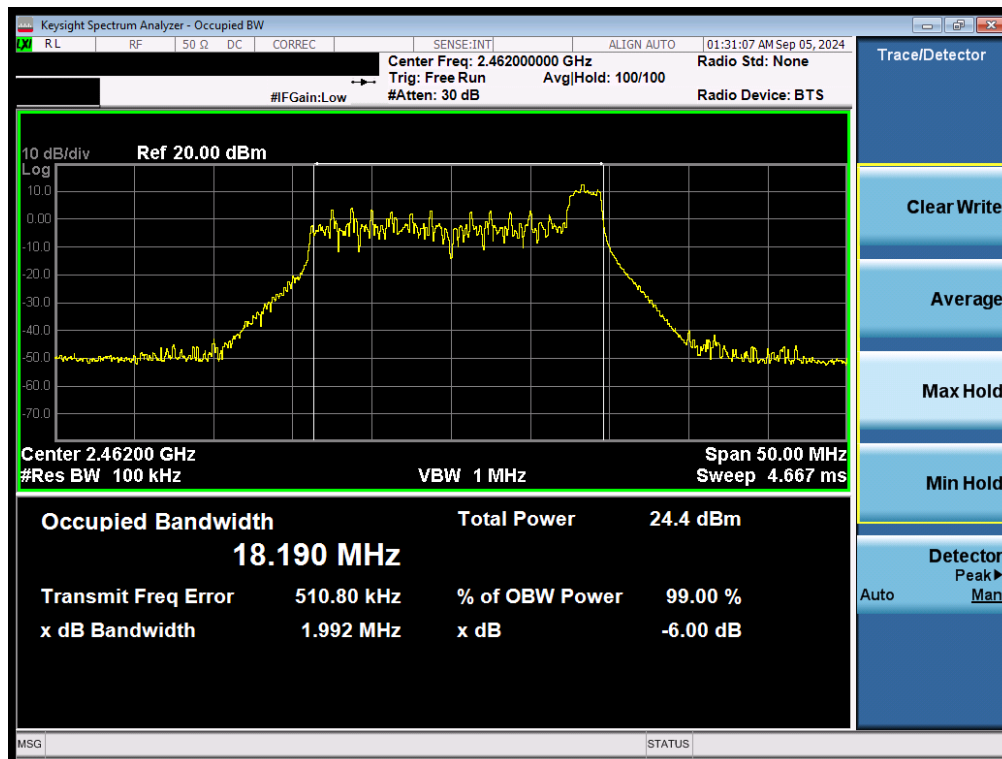 Keysight Spectrum Analyzer - Occupied BW
LXI RL RF 50 Ω DC CORREC SENSE:INT ALIGN AUTO 01:31:07 AM Sep 05, 2024
Center Freq: 2.462000000 GHz Radio Std: None
Trig: Free Run Avg|Hold: 100/100
#IFGain:Low #Atten: 30 dB Radio Device: BTS
Trace/Detector
10 dB/div Ref 20.00 dBm
Log
10.0
0.00
-10.0
-20.0
-30.0
-40.0
-50.0
-60.0
-70.0
Center 2.46200 GHz Span 50.00 MHz
#Res BW 100 kHz VBW 1 MHz Sweep 4.667 ms
Occupied Bandwidth Total Power 24.4 dBm
18.190 MHz
Transmit Freq Error 510.80 kHz % of OBW Power 99.00 %
x dB Bandwidth 1.992 MHz x dB -6.00 dB
Clear Write
Average
Max Hold
Min Hold
Detector
Peak▶
Auto Man
MSG STATUS